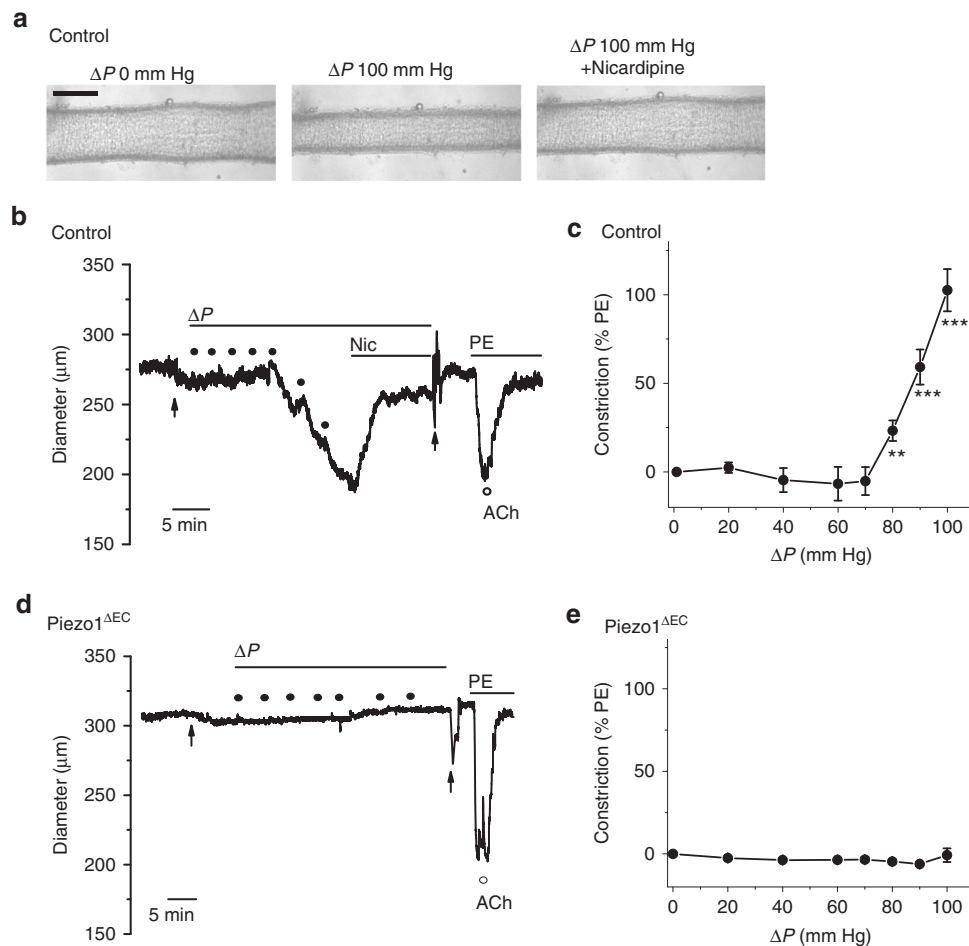 a
Control
ΔP 0 mm Hg
ΔP 100 mm Hg
ΔP 100 mm Hg
+Nicardipine
b
Control
350
300
250
200
150
Diameter (μm)
ΔP
Nic
PE
ACh
5 min
c
Control
100
50
0
Constriction (% PE)
**
***
***
0 20 40 60 80 100
ΔP (mm Hg)
d
Piezo1ΔEC
350
300
250
200
150
Diameter (μm)
ΔP
PE
ACh
5 min
e
Piezo1ΔEC
100
50
0
Constriction (% PE)
0 20 40 60 80 100
ΔP (mm Hg)